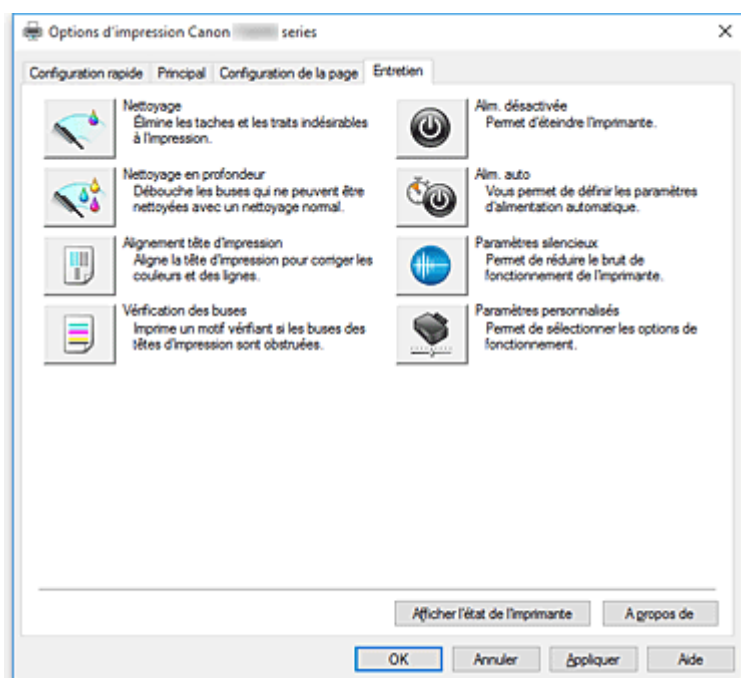 Options d'impression Canon series
Configuration rapide Principal Configuration de la page Entretien
Nettoyage
Élimine les taches et les traits indésirables
à l'impression.
Nettoyage en profondeur
Débouche les buses qui ne peuvent être
nettoyées avec un nettoyage normal.
Alignement tête d'impression
Aligne la tête d'impression pour corriger les
couleurs et des lignes.
Vérification des buses
Imprime un motif vérifiant si les buses des
têtes d'impression sont obstruées.
Alim. désactivée
Permet d'éteindre l'imprimante.
Alim. auto
Vous permet de définir les paramètres
d'alimentation automatique.
Paramètres silencieux
Permet de réduire le bruit de
fonctionnement de l'imprimante.
Paramètres personnalisés
Permet de sélectionner les options de
fonctionnement.
Afficher l'état de l'imprimante A propos de
OK Annuler Appliquer Aide